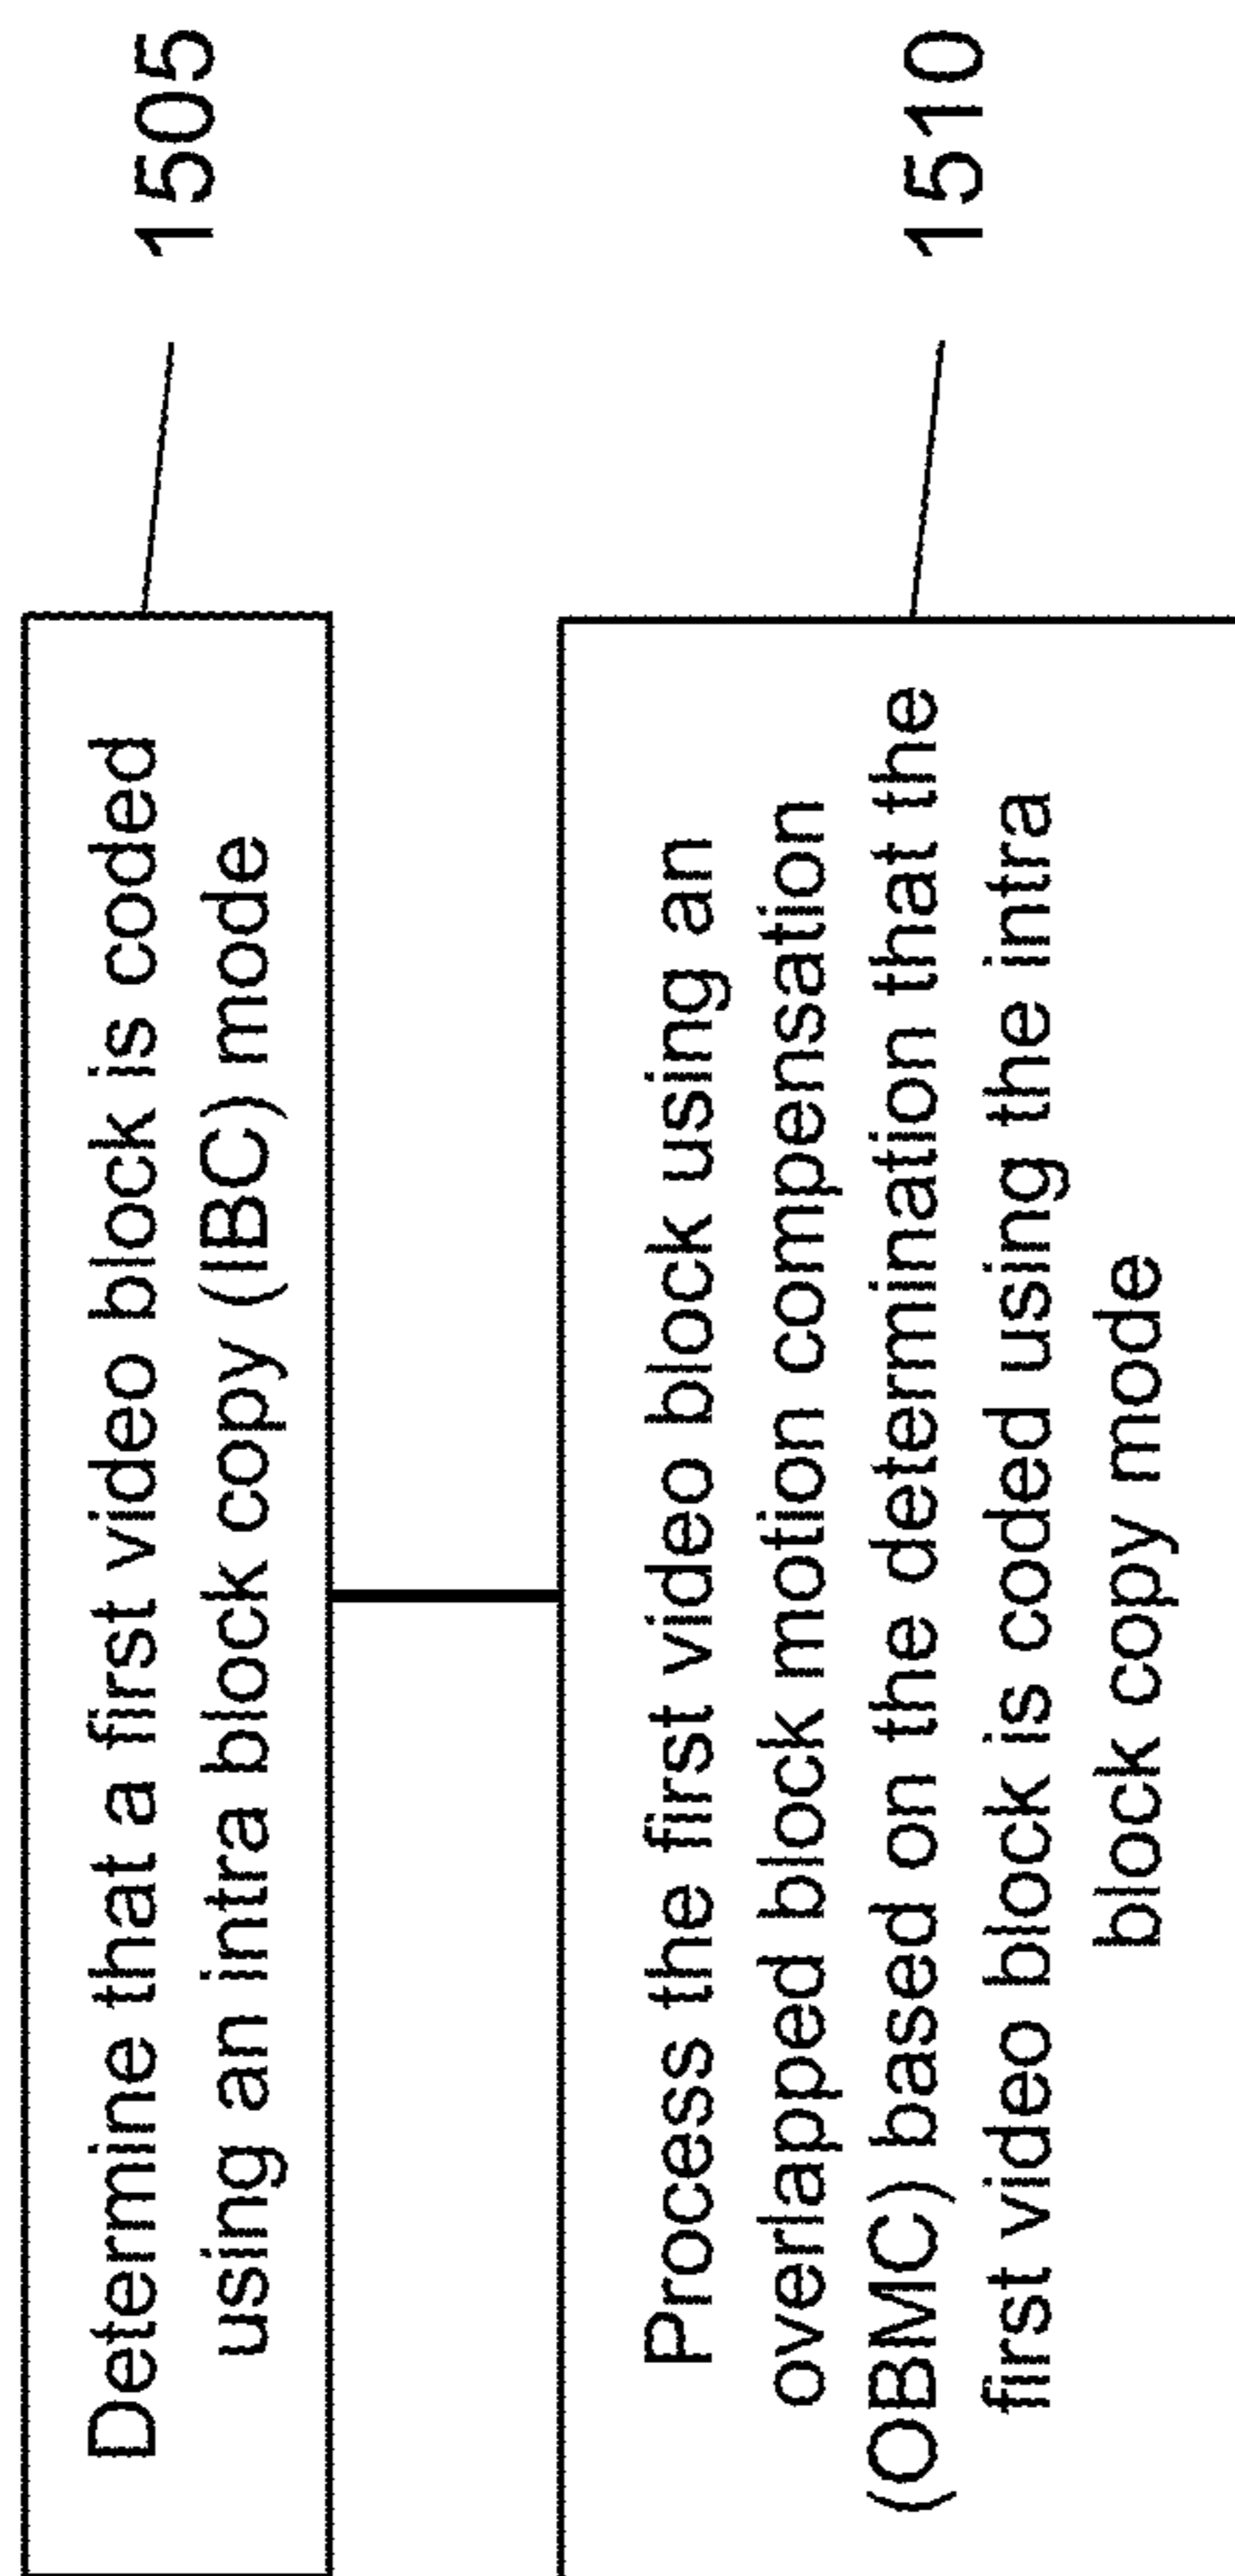 Determine that a first video block is coded
using an intra block copy (IBC) mode
1505
Process the first video block using an
overlapped block motion compensation
(OBMC) based on the determination that the
first video block is coded using the intra
block copy mode
1510